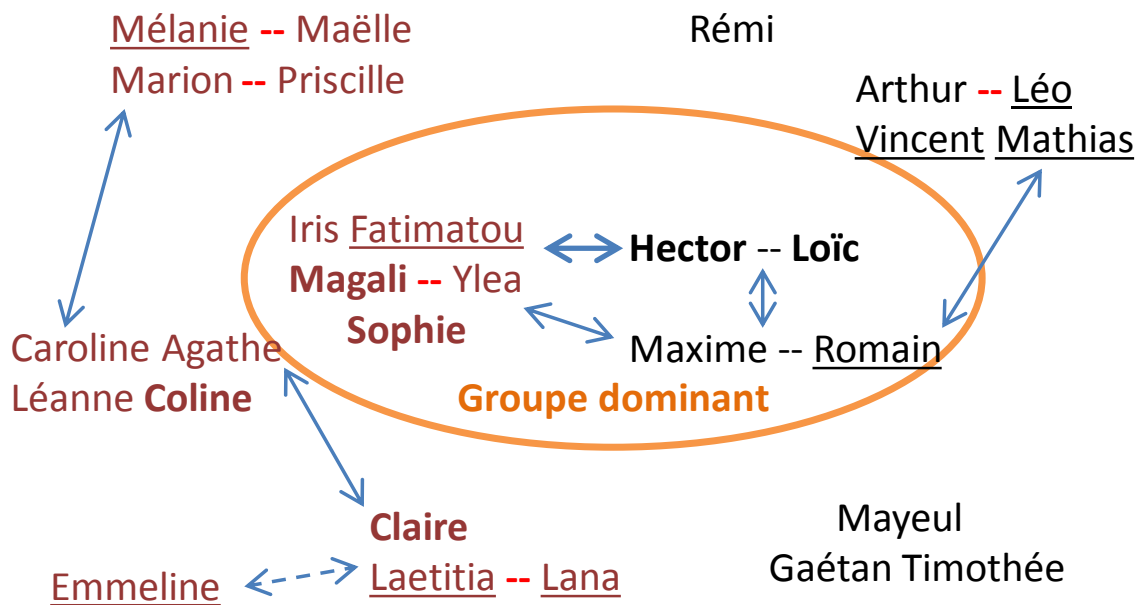 Mélanie -- Maëlle
Marion -- Priscille
Rémi
Arthur -- Léo
Vincent Mathias
Iris Fatimatou
Magali -- Ylea
Sophie
Hector -- Loïc
Maxime -- Romain
Groupe dominant
Caroline Agathe
Léanne Coline
Claire
Laetitia -- Lana
Emmeline
Mayeul
Gaétan Timothée